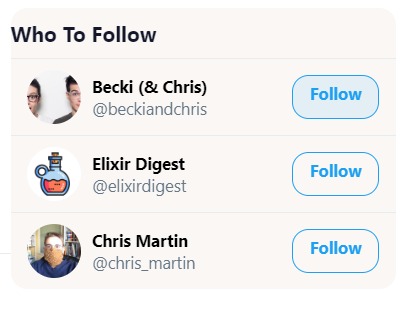 Who To Follow
Becki (& Chris)
@beckiandchris
Follow
Elixir Digest
@elixirdigest
Follow
Chris Martin
@chris_martin
Follow